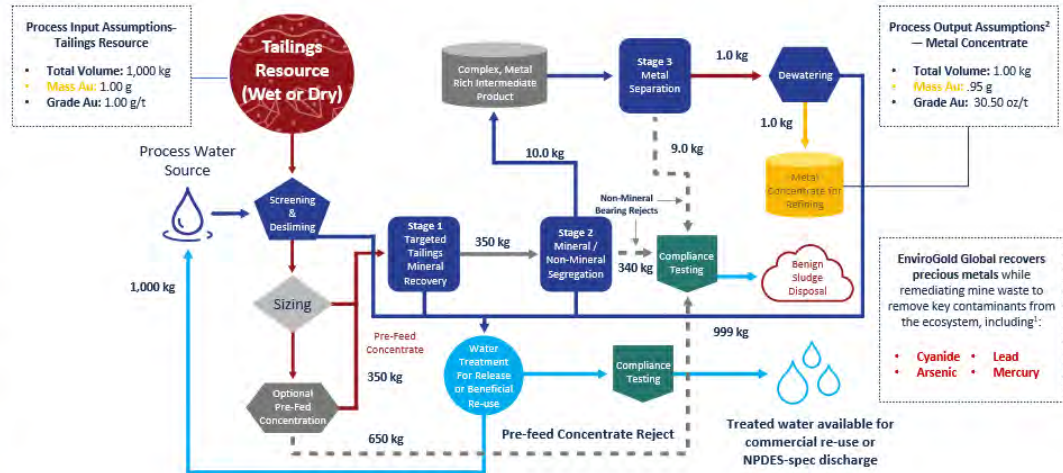 Process Input Assumptions-
Tailings Resource
• Total Volume: 1,000 kg
• Mass Au: 1.00 g
• Grade Au: 1.00 g/t
Tailings
Resource
(Wet or Dry)
Complex, Metal
Rich Intermediate
Product
Stage 3
Metal
Separation
1.0 kg
Dewatering
Process Output Assumptions²
— Metal Concentrate
• Total Volume: 1.00 kg
• Mass Au: .95 g
• Grade Au: 30.50 oz/t
1.0 kg
Metal
Concentrate for
Refining
Process Water
Source
Screening
&
Desliming
10.0 kg
9.0 kg
Non-Mineral
Bearing Rejects
Stage 1
Targeted
Tailings
Mineral
Recovery
350 kg
Stage 2
Mineral /
Non-Mineral
Segregation
340 kg
Compliance
Testing
Benign
Sludge
Disposal
EnviroGold Global recovers
precious metals while
remediating mine waste to
remove key contaminants from
the ecosystem, including¹:
• Cyanide • Lead
• Arsenic • Mercury
1,000 kg
Sizing
Pre-Feed
Concentrate
350 kg
999 kg
Optional
Pre-Fed
Concentration
Water
Treatment
For Release
or Beneficial
Re-use
Compliance
Testing
650 kg
Pre-feed Concentrate Reject
Treated water available for
commercial re-use or
NPDES-spec discharge